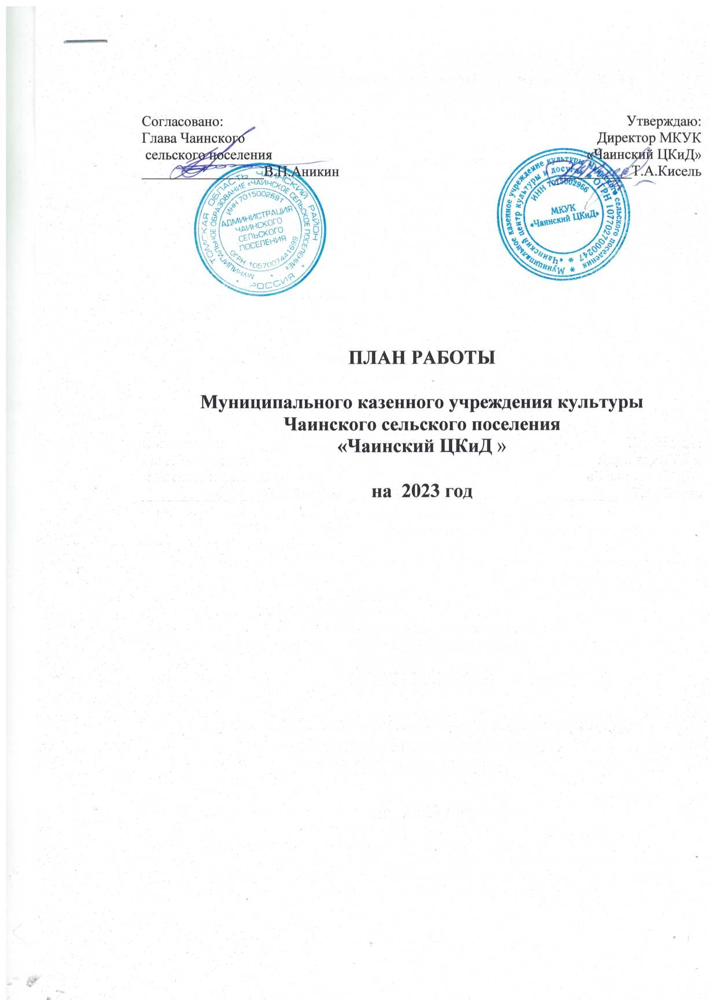 Согласовано:
Глава Чаинского
сельского поселения
В.Н.Аникин
Утверждаю:
Директор МКУК
«Чаинский ЦКиД»
Т.А.Кисель
ТОМСКАЯ ОБЛАСТЬ ЧАИНСКИЙ РАЙОН
МУНИЦИПАЛЬНОЕ ОБРАЗОВАНИЕ «ЧАИНСКОЕ СЕЛЬСКОЕ ПОСЕЛЕНИЕ»
ИНН 7015002691
АДМИНИСТРАЦИЯ
ЧАИНСКОГО
СЕЛЬСКОГО
ПОСЕЛЕНИЯ
ОГРН 1057007441699
* РОССИЯ *
Муниципальное казенное учреждение культуры Чаинского сельского поселения *
«Чаинский центр культуры и досуга» * ОГРН 1077027000247 *
ИНН 7015002966
МКУК
«Чаинский ЦКиД»
ПЛАН РАБОТЫ
Муниципального казенного учреждения культуры
Чаинского сельского поселения
«Чаинский ЦКиД »
на 2023 год